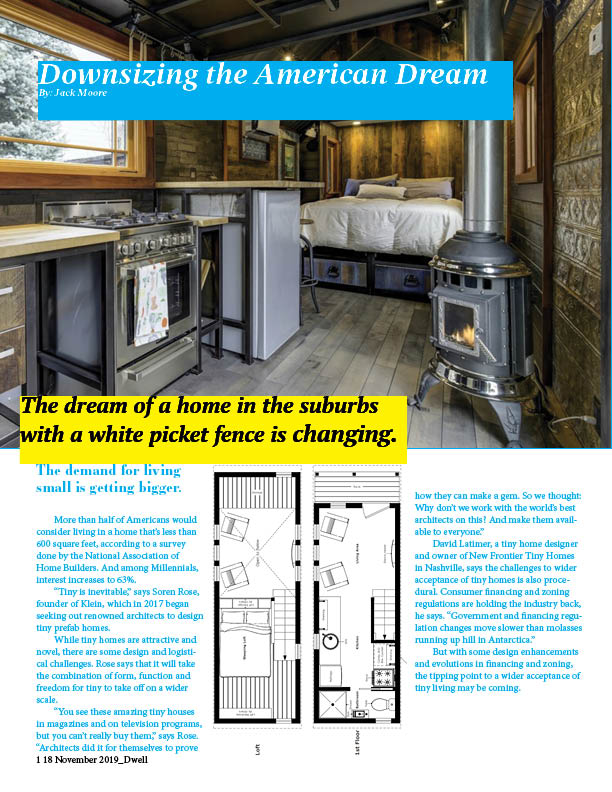 Downsizing the American Dream
By: Jack Moore
The dream of a home in the suburbs
with a white picket fence is changing.
The demand for living
small is getting bigger.
More than half of Americans would
consider living in a home that's less than
600 square feet, according to a survey
done by the National Association of
Home Builders. And among Millennials,
interest increases to 63%.
“Tiny is inevitable,” says Soren Rose,
founder of Klein, which in 2017 began
seeking out renowned architects to design
tiny prefab homes.
While tiny homes are attractive and
novel, there are some design and logisti-
cal challenges. Rose says that it will take
the combination of form, function and
freedom for tiny to take off on a wider
scale.
“You see these amazing tiny houses
in magazines and on television programs,
but you can't really buy them,” says Rose.
“Architects did it for themselves to prove
how they can make a gem. So we thought:
Why don't we work with the world's best
architects on this? And make them avail-
able to everyone.”
David Latimer, a tiny home designer
and owner of New Frontier Tiny Homes
in Nashville, says the challenges to wider
acceptance of tiny homes is also proce-
dural. Consumer financing and zoning
regulations are holding the industry back,
he says. “Government and financing regu-
lation changes move slower than molasses
running up hill in Antarctica.”
But with some design enhancements
and evolutions in financing and zoning,
the tipping point to a wider acceptance of
tiny living may be coming.
Sleeping Loft
Loft
Living Area
Kitchen
Bathroom
1st Floor
1 18 November 2019_Dwell